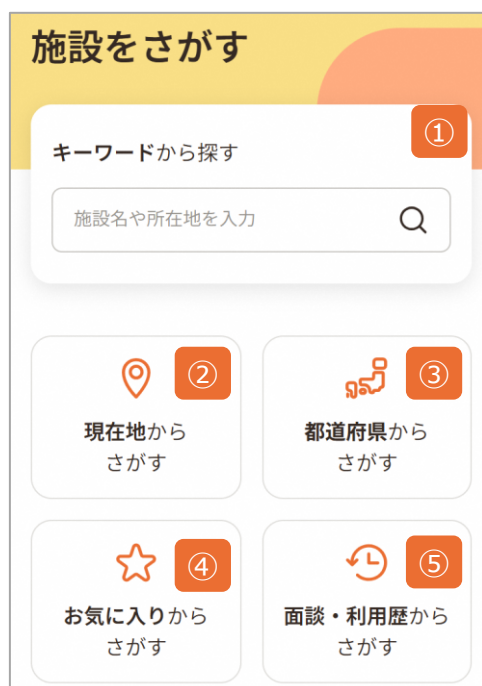 施設をさがす
①
キーワードから探す
施設名や所在地を入力
②
現在地から
さがす
③
都道府県から
さがす
④
お気に入りから
さがす
⑤
面談・利用歴から
さがす